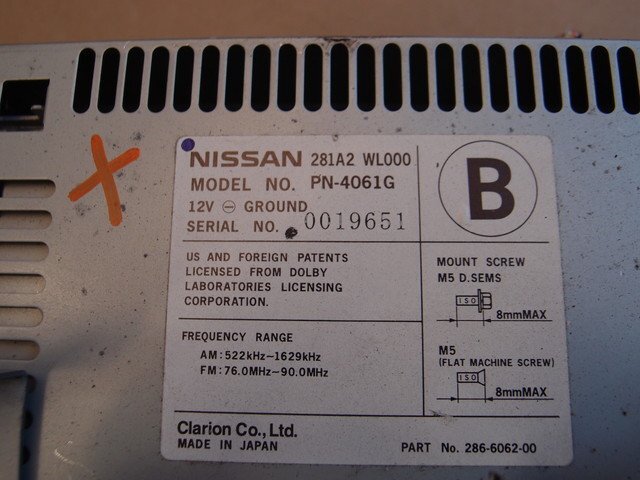 NISSAN 281A2 WL000
MODEL NO. PN-4061G
12V ⊖ GROUND
SERIAL NO. 0019651
B
US AND FOREIGN PATENTS
LICENSED FROM DOLBY
LABORATORIES LICENSING
CORPORATION.
MOUNT SCREW
M5 D.SEMS
ISO
8mmMAX
FREQUENCY RANGE
AM:522kHz~1629kHz
FM:76.0MHz~90.0MHz
M5
(FLAT MACHINE SCREW)
ISO
8mmMAX
Clarion Co., Ltd.
MADE IN JAPAN
PART No. 286-6062-00